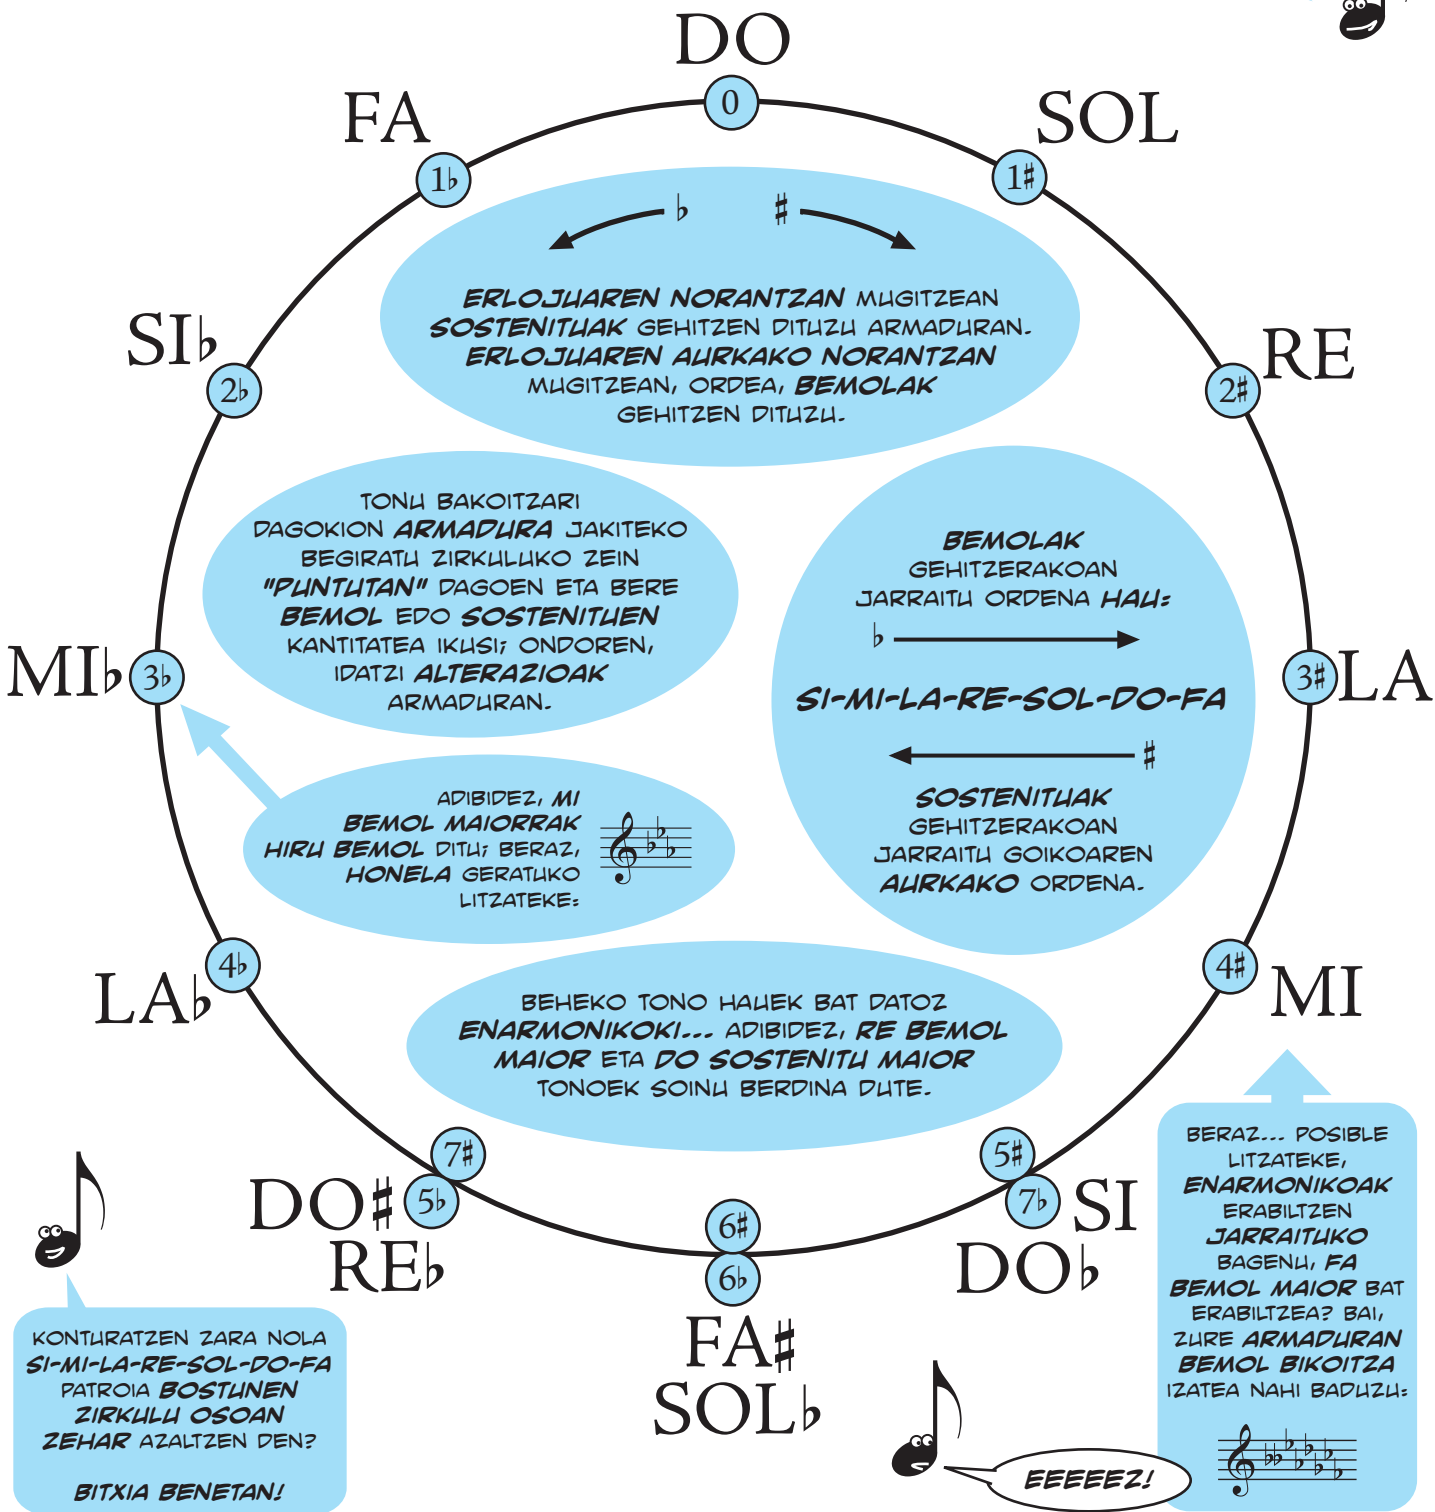 DO
0
FA
1♭
SOL
1♯
♭ ♯
ERLOJUAREN NORANTZAN MUGITZEAN
SOSTENITUAK GEHITZEN DITUZU ARMADURAN.
ERLOJUAREN AURKAKO NORANTZAN
MUGITZEAN, ORDEA, BEMOLAK
GEHITZEN DITUZU.
SI♭
2♭
RE
2♯
TONU BAKOITZARI
DAGOKION ARMADURA JAKITEKO
BEGIRATU ZIRKULUKO ZEIN
"PUNTUTAN" DAGOEN ETA BERE
BEMOL EDO SOSTENITUEN
KANTITATEA IKUSI; ONDOREN,
IDATZI ALTERAZIOAK
ARMADURAN.
BEMOLAK
GEHITZERAKOAN
JARRAITU ORDENA HAU:
♭
SI-MI-LA-RE-SOL-DO-FA
♯
SOSTENITUAK
GEHITZERAKOAN
JARRAITU GOIKOAREN
AURKAKO ORDENA.
MI♭
3♭
3♯
LA
ADIBIDEZ, MI
BEMOL MAIORRAK
HIRU BEMOL DITU; BERAZ,
HONELA GERATUKO
LITZATEKE:
LA♭
4♭
4♯
MI
BEHEKO TONO HAUEK BAT DATOZ
ENARMONIKOKI... ADIBIDEZ, RE BEMOL
MAIOR ETA DO SOSTENITU MAIOR
TONOEK SOINU BERDINA DUTE.
7♯
5♭
DO♯
RE♭
6♯
6♭
FA♯
SOL♭
5♯
7♭
SI
DO♭
BERAZ... POSIBLE
LITZATEKE,
ENARMONIKOAK
ERABILTZEN
JARRAITUKO
BAGENU, FA
BEMOL MAIOR BAT
ERABILTZEA? BAI,
ZURE ARMADURAN
BEMOL BIKOITZA
IZATEA NAHI BADUZU:
KONTURATZEN ZARA NOLA
SI-MI-LA-RE-SOL-DO-FA
PATROIA BOSTUNEN
ZIRKULU OSOAN
ZEHAR AZALTZEN DEN?
BITXIA BENETAN!
EEEEEZ!